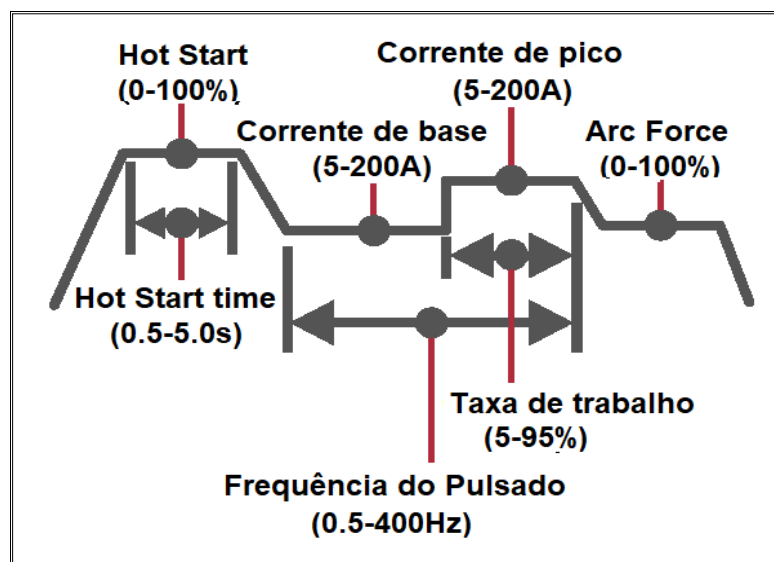 Hot Start
(0-100%)
Corrente de pico
(5-200A)
Corrente de base
(5-200A)
Arc Force
(0-100%)
Hot Start time
(0.5-5.0s)
Taxa de trabalho
(5-95%)
Frequência do Pulsado
(0.5-400Hz)